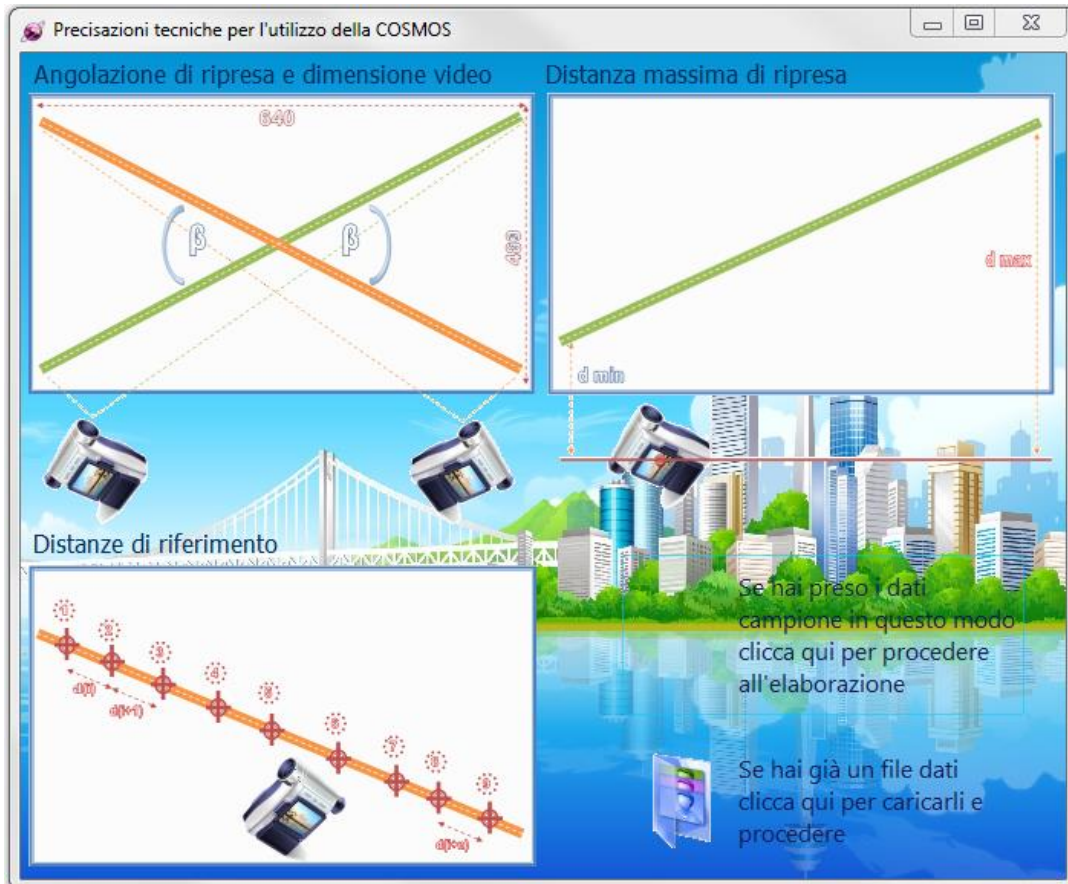 Precisazioni tecniche per l'utilizzo della COSMOS
Angolazione di ripresa e dimensione video
Distanza massima di ripresa
640
β
β
480
d max
d min
Distanze di riferimento
1
2
3
4
5
6
7
8
9
d(i)
d(i+1)
d(i+n)
Se hai preso i dati
campione in questo modo
clicca qui per procedere
all'elaborazione
Se hai già un file dati
clicca qui per caricarli e
procedere